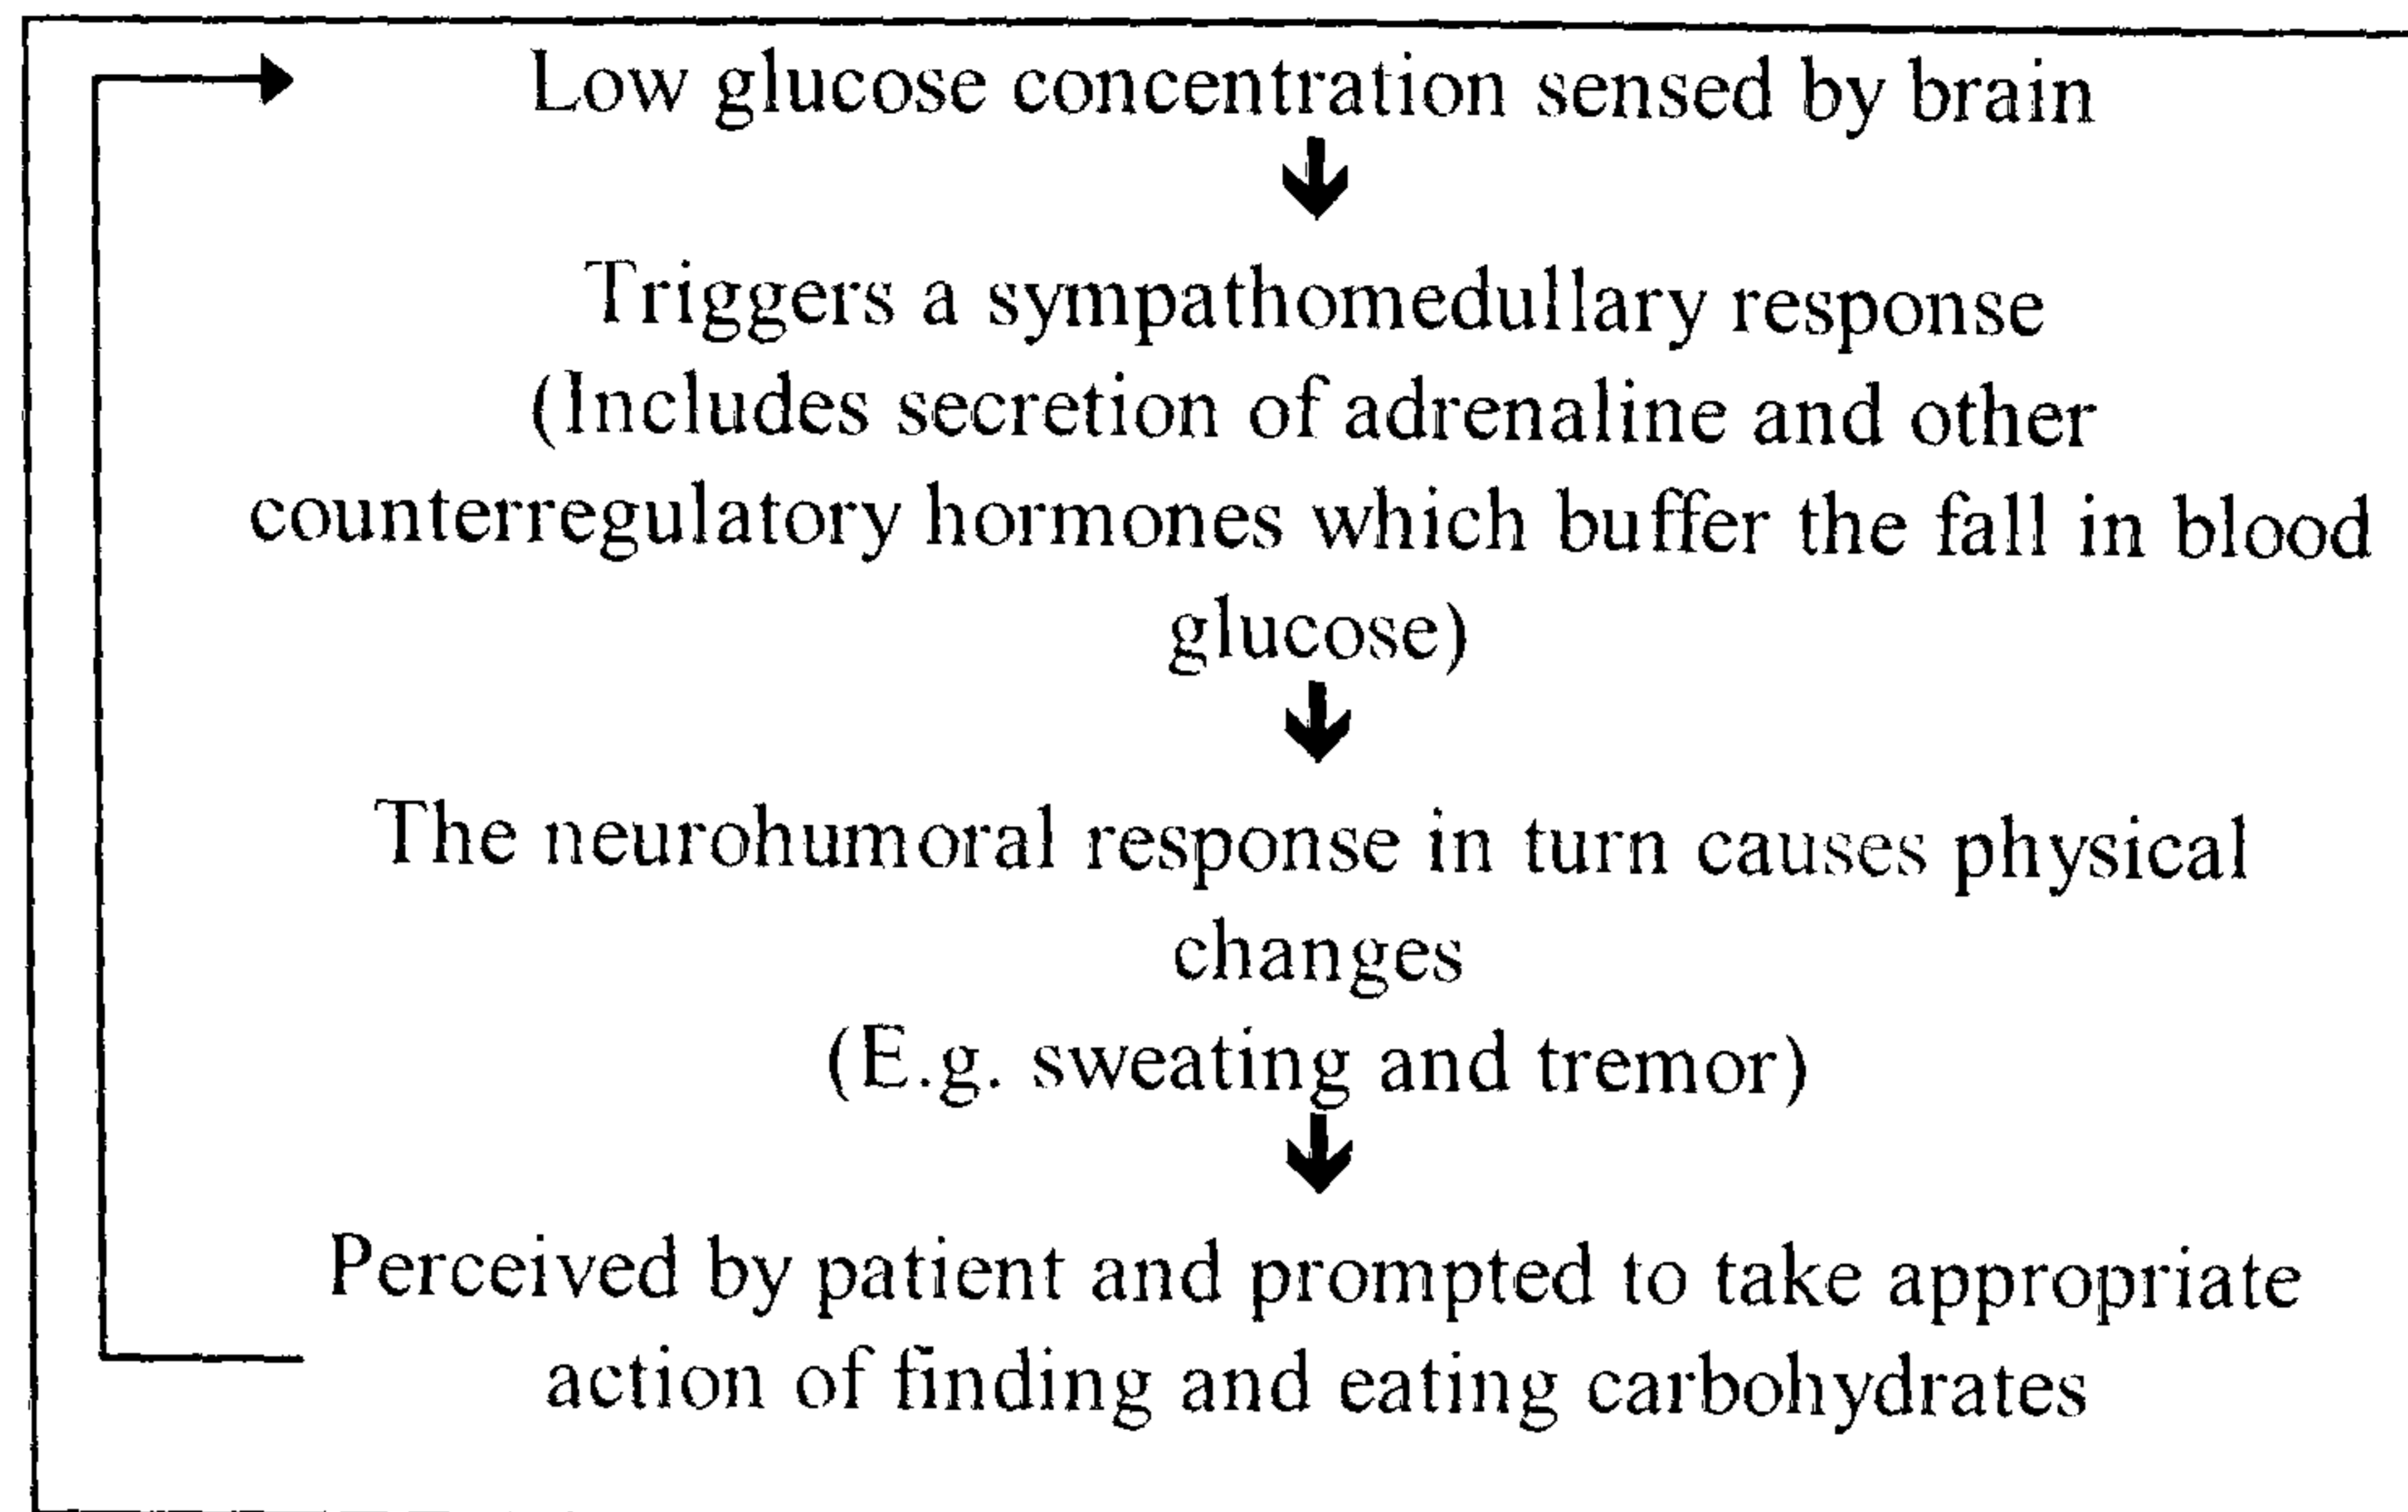 Low glucose concentration sensed by brain
Triggers a sympathomedullary response
(Includes secretion of adrenaline and other
counterregulatory hormones which buffer the fall in blood
glucose)
The neurohumoral response in turn causes physical
changes
(E.g. sweating and tremor)
Perceived by patient and prompted to take appropriate
action of finding and eating carbohydrates